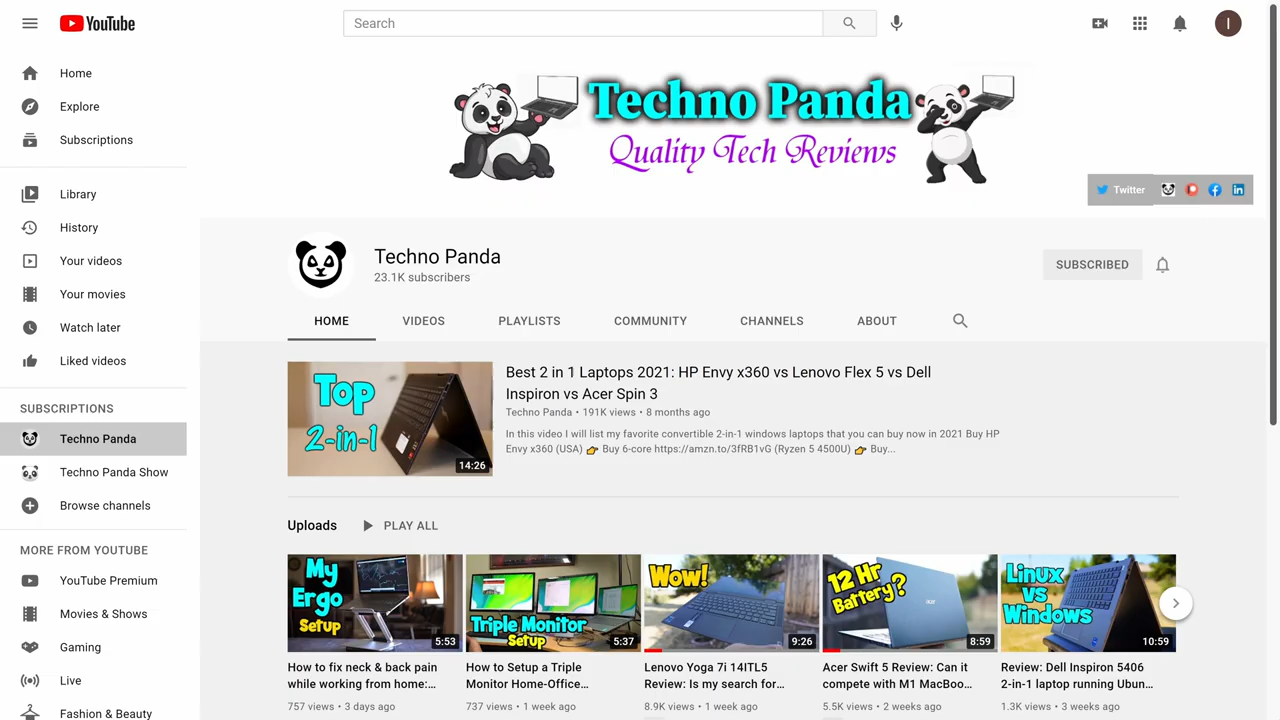 YouTube
Search
I
Home
Explore
Subscriptions
Library
History
Your videos
Your movies
Watch later
Liked videos
SUBSCRIPTIONS
Techno Panda
Techno Panda Show
Browse channels
MORE FROM YOUTUBE
YouTube Premium
Movies & Shows
Gaming
Live
Fashion & Beauty
Techno Panda
Quality Tech Reviews
Twitter
Techno Panda
23.1K subscribers
SUBSCRIBED
HOME VIDEOS PLAYLISTS COMMUNITY CHANNELS ABOUT
Top
2-in-1
14:26
Best 2 in 1 Laptops 2021: HP Envy x360 vs Lenovo Flex 5 vs Dell
Inspiron vs Acer Spin 3
Techno Panda • 191K views • 8 months ago
In this video I will list my favorite convertible 2-in-1 windows laptops that you can buy now in 2021 Buy HP
Envy x360 (USA) 👉 Buy 6-core https://amzn.to/3fRB1vG (Ryzen 5 4500U) 👉 Buy...
Uploads PLAY ALL
My
Ergo
Setup
5:53
How to fix neck & back pain
while working from home:...
757 views • 3 days ago
Triple Monitor
Setup
5:37
How to Setup a Triple
Monitor Home-Office...
737 views • 1 week ago
Wow!
9:26
Lenovo Yoga 7i 14ITL5
Review: Is my search for...
8.9K views • 1 week ago
12 Hr
Battery?
acer
8:59
Acer Swift 5 Review: Can it
compete with M1 MacBoo...
5.5K views • 2 weeks ago
Linux
vs
Windows
10:59
Review: Dell Inspiron 5406
2-in-1 laptop running Ubun...
1.3K views • 3 weeks ago